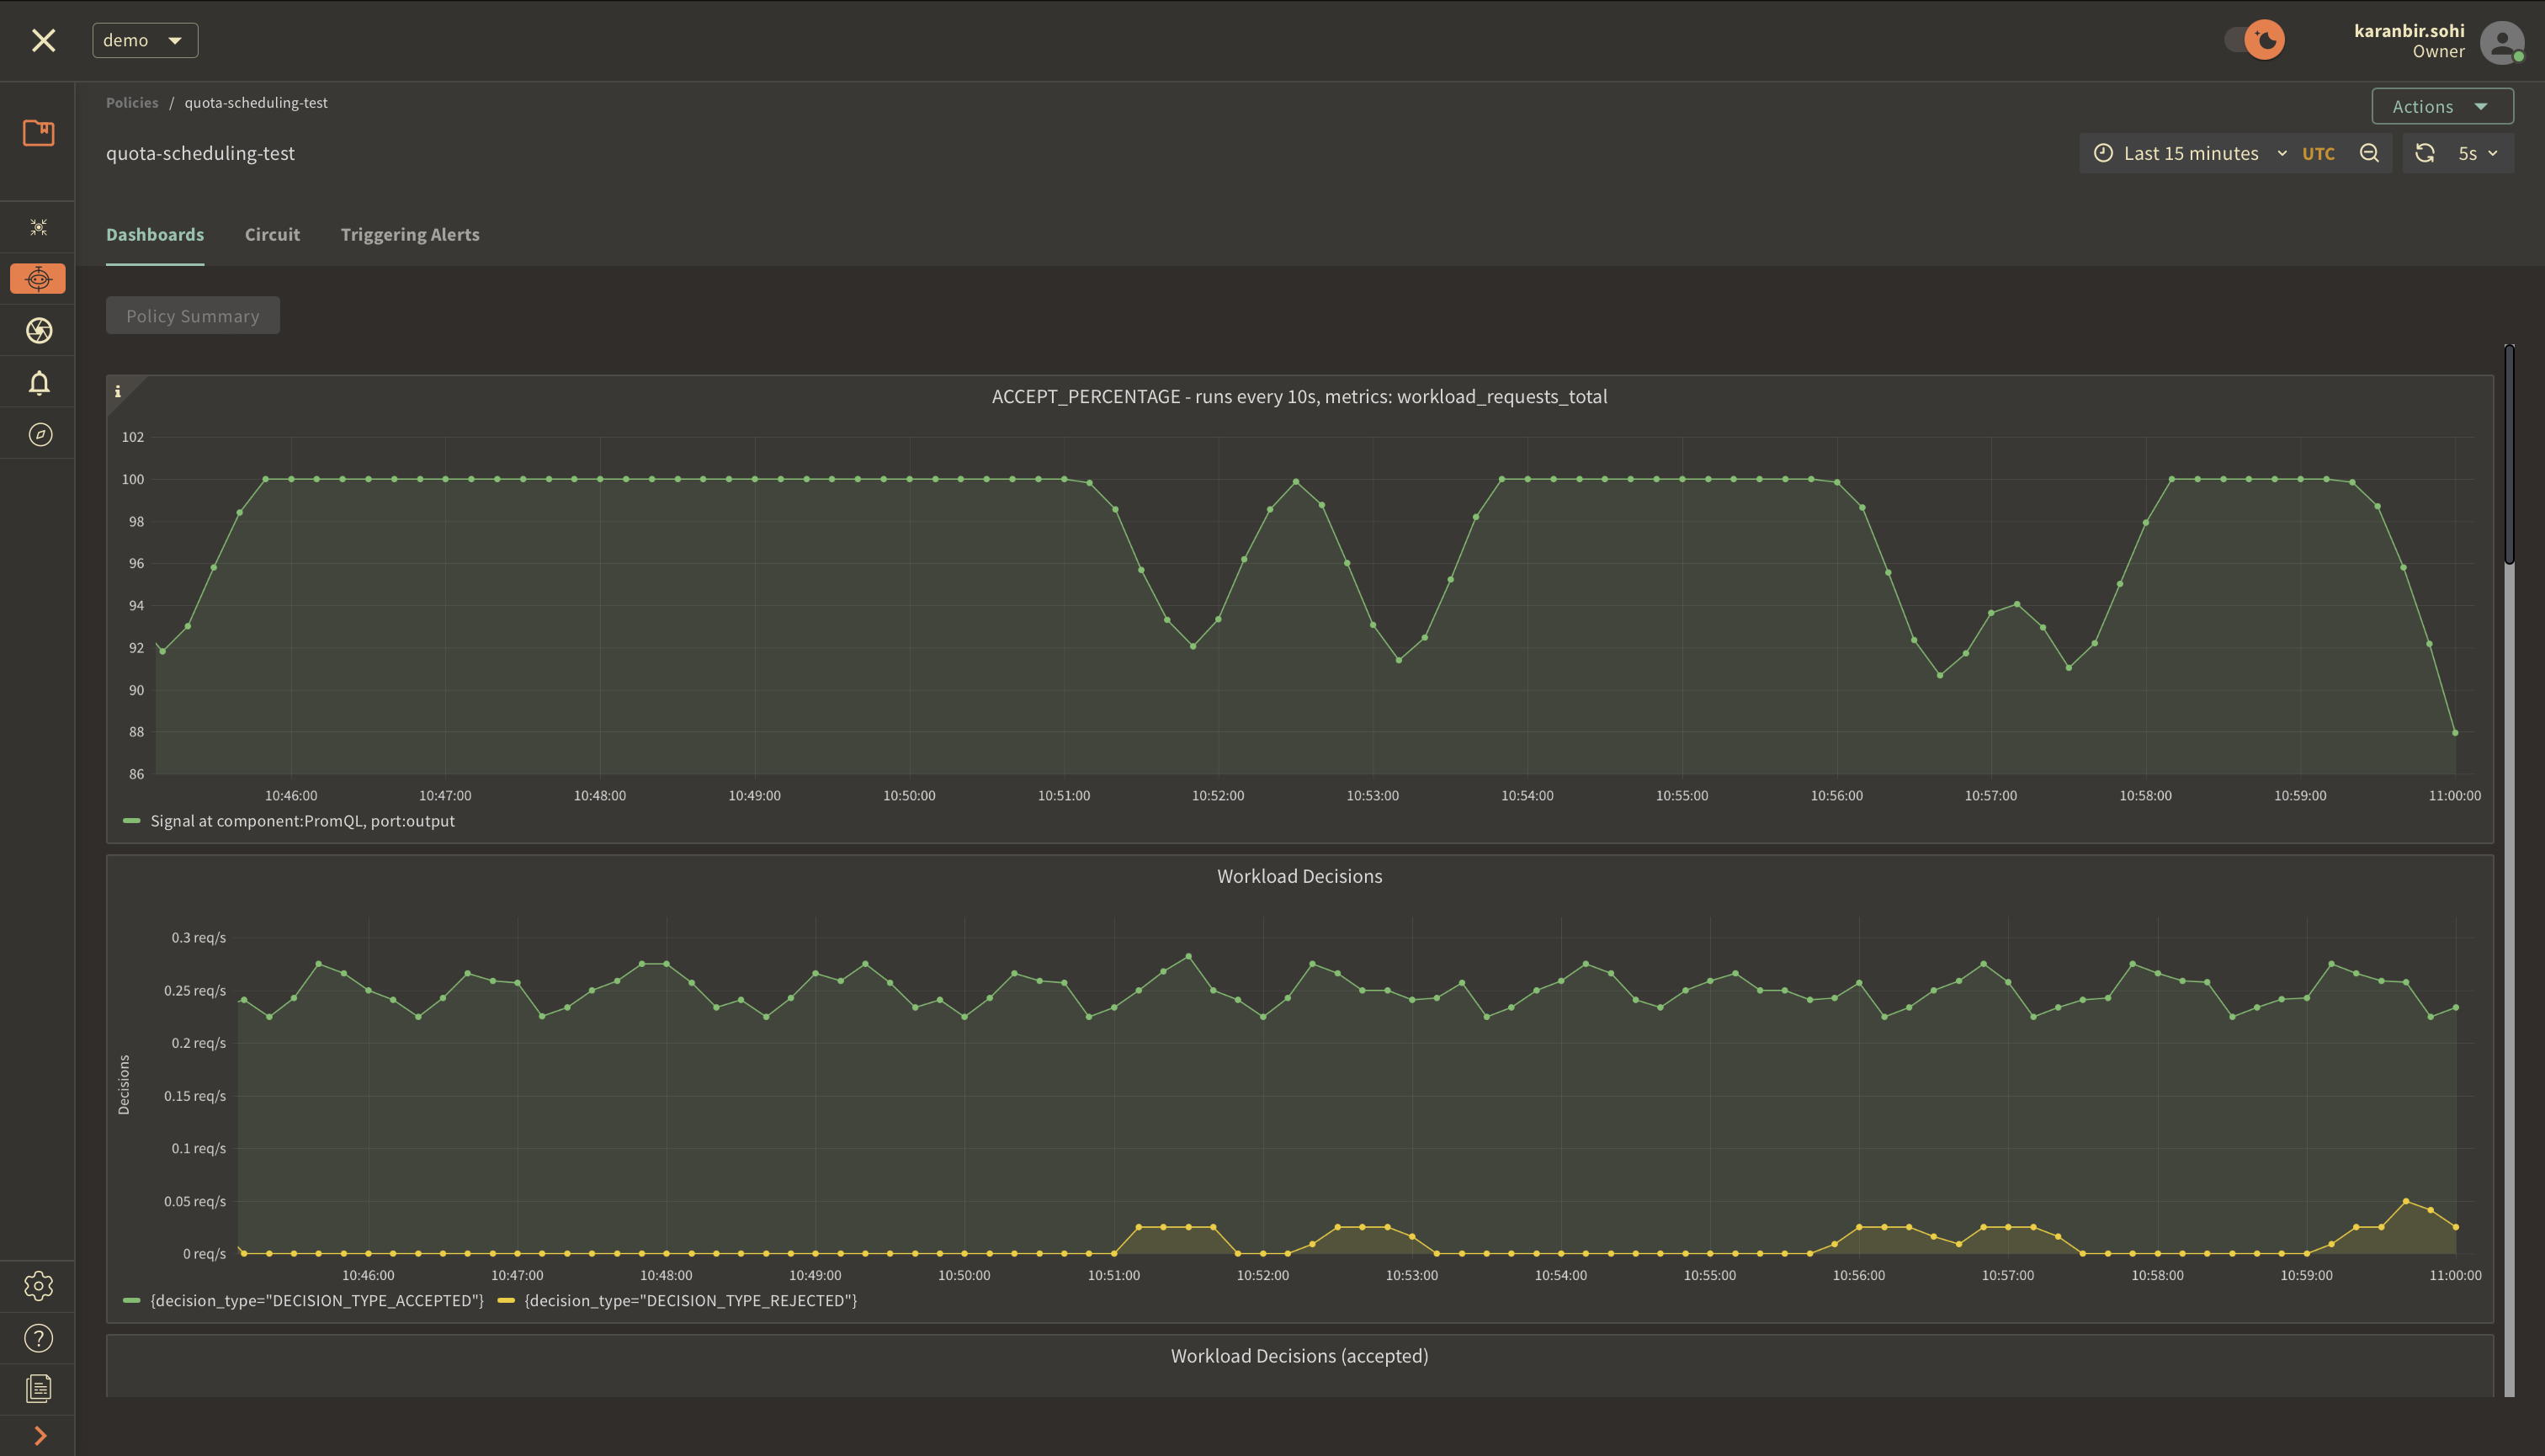 demo
karanbir.sohi
Owner
Policies / quota-scheduling-test
Actions
quota-scheduling-test
Last 15 minutes UTC 5s
Dashboards Circuit Triggering Alerts
Policy Summary
i
ACCEPT_PERCENTAGE - runs every 10s, metrics: workload_requests_total
102
100
98
96
94
92
90
88
86
10:46:00 10:47:00 10:48:00 10:49:00 10:50:00 10:51:00 10:52:00 10:53:00 10:54:00 10:55:00 10:56:00 10:57:00 10:58:00 10:59:00 11:00:00
Signal at component:PromQL, port:output
Workload Decisions
Decisions
0.3 req/s
0.25 req/s
0.2 req/s
0.15 req/s
0.1 req/s
0.05 req/s
0 req/s
10:46:00 10:47:00 10:48:00 10:49:00 10:50:00 10:51:00 10:52:00 10:53:00 10:54:00 10:55:00 10:56:00 10:57:00 10:58:00 10:59:00 11:00:00
{decision_type="DECISION_TYPE_ACCEPTED"} {decision_type="DECISION_TYPE_REJECTED"}
Workload Decisions (accepted)